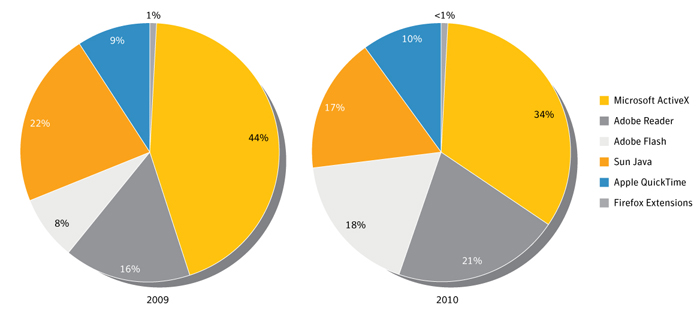 1%
9%
22%
44%
8%
16%
2009
<1%
10%
17%
34%
18%
21%
2010
Microsoft ActiveX
Adobe Reader
Adobe Flash
Sun Java
Apple QuickTime
Firefox Extensions